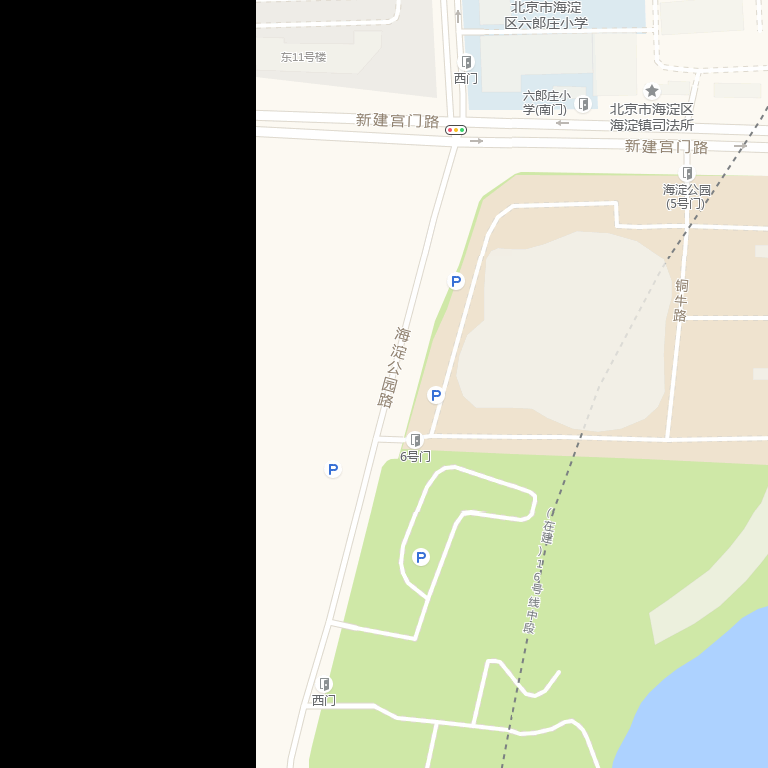 北京市海淀
区六郎庄小学
东11号楼
西门
六郎庄小
学(南门)
北京市海淀区
海淀镇司法所
新建宫门路
新建宫门路
海淀公园
(5号门)
P
铜牛路
海淀公园路
P
6号门
P
(在建)16号线中段
P
西门